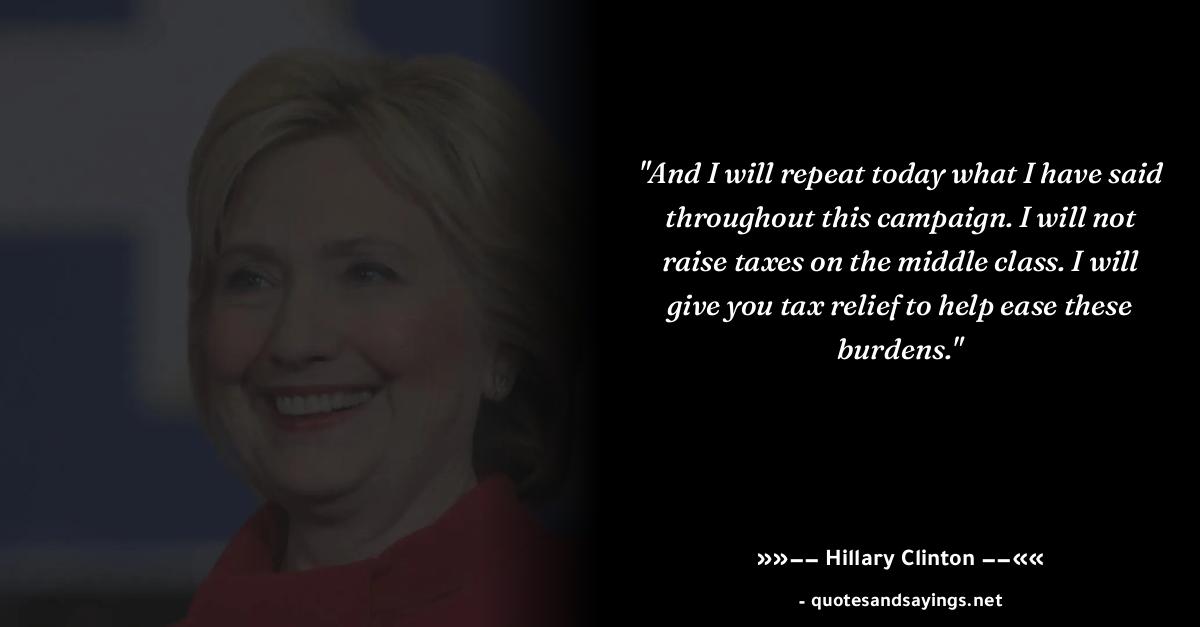 "And I will repeat today what I have said
throughout this campaign. I will not
raise taxes on the middle class. I will
give you tax relief to help ease these
burdens."
»»−− Hillary Clinton −−««
- quotesandsayings.net